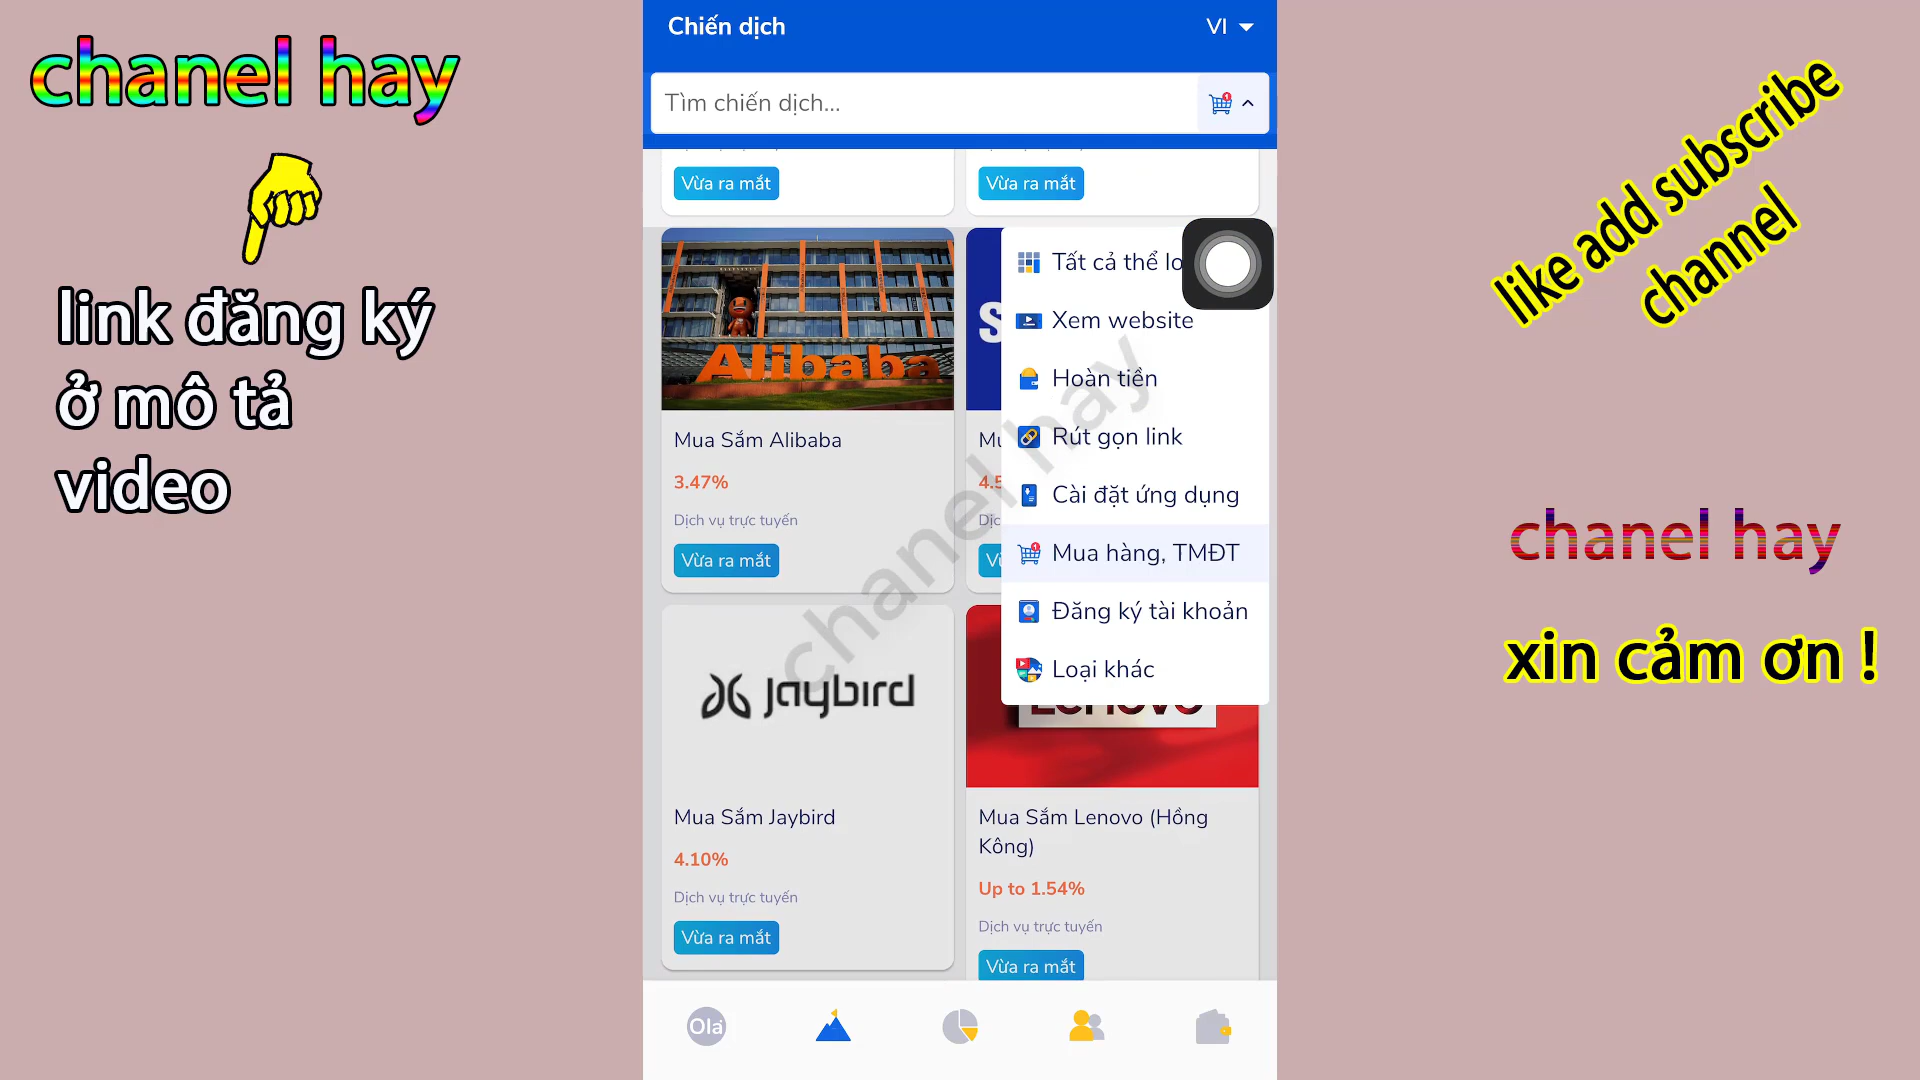 chanel hay
link đăng ký
ở mô tả
video
Chiến dịch
VI
Tìm chiến dịch...
Vừa ra mắt
Vừa ra mắt
Alibaba
Mua Sắm Alibaba
3.47%
Dịch vụ trực tuyến
Vừa ra mắt
Tất cả thể lo
Xem website
Hoàn tiền
Rút gọn link
Cài đặt ứng dụng
Mua hàng, TMĐT
Đăng ký tài khoản
Loại khác
chanel hay
Jaybird
Mua Sắm Jaybird
4.10%
Dịch vụ trực tuyến
Vừa ra mắt
Lenovo
Mua Sắm Lenovo (Hồng
Kông)
Up to 1.54%
Dịch vụ trực tuyến
Vừa ra mắt
Ola
like add subscribe
channel
chanel hay
xin cảm ơn !